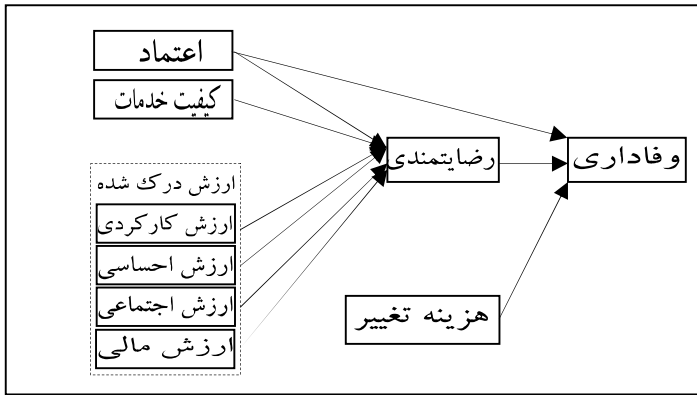 اعتماد
کیفیت خدمات
ارزش درک شده
ارزش کارکردی
ارزش احساسی
ارزش اجتماعی
ارزش مالی
رضایتمندی
وفاداری
هزینه تغییر